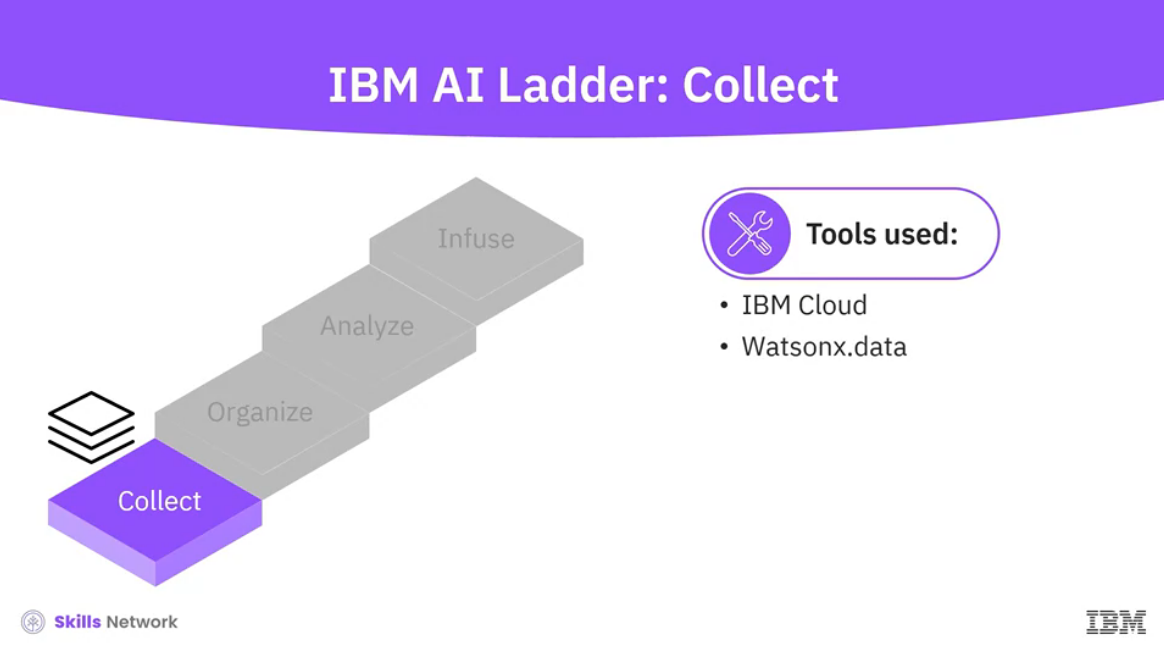 IBM AI Ladder: Collect
Infuse
Analyze
Organize
Collect
Tools used:
• IBM Cloud
• Watsonx.data
Skills Network
IBM